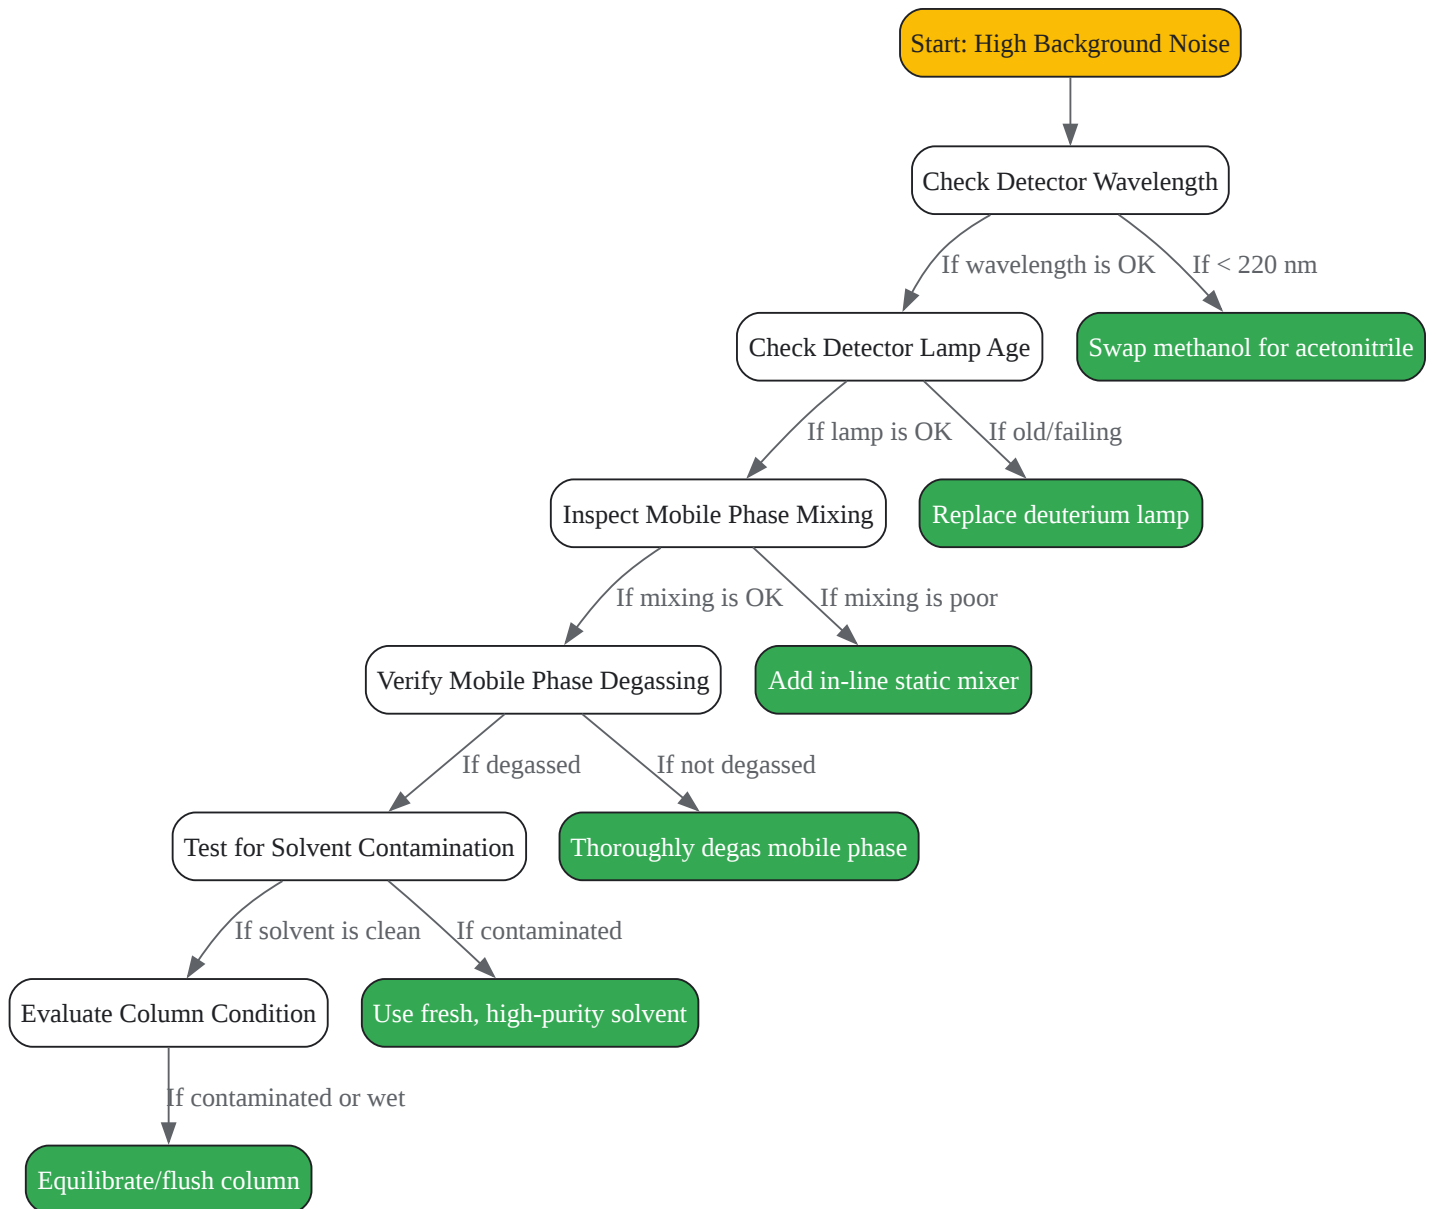 Start: High Background Noise
Check Detector Wavelength
If wavelength is OK
If < 220 nm
Check Detector Lamp Age
Swap methanol for acetonitrile
If lamp is OK
If old/failing
Inspect Mobile Phase Mixing
Replace deuterium lamp
If mixing is OK
If mixing is poor
Verify Mobile Phase Degassing
Add in-line static mixer
If degassed
If not degassed
Test for Solvent Contamination
Thoroughly degas mobile phase
If solvent is clean
If contaminated
Evaluate Column Condition
Use fresh, high-purity solvent
If contaminated or wet
Equilibrate/flush column